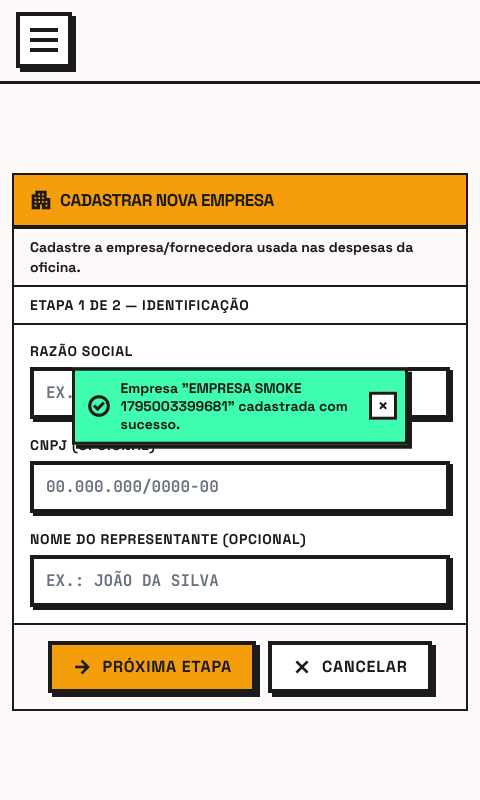 CADASTRAR NOVA EMPRESA
Cadastre a empresa/fornecedora usada nas despesas da
oficina.
ETAPA 1 DE 2 — IDENTIFICAÇÃO
RAZÃO SOCIAL
EX.
Empresa "EMPRESA SMOKE
1795003399681" cadastrada com
sucesso.
CNPJ (OPCIONAL)
00.000.000/0000-00
NOME DO REPRESENTANTE (OPCIONAL)
EX.: JOÃO DA SILVA
PRÓXIMA ETAPA
CANCELAR